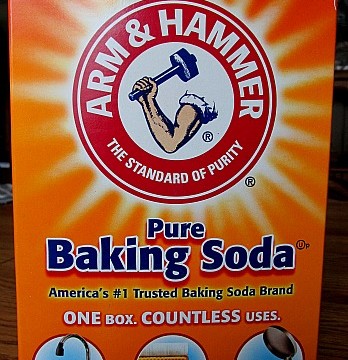 ARM & HAMMER
®
THE STANDARD OF PURITY
®
Pure
Baking Soda Ⓤp
America's #1 Trusted Baking Soda Brand
ONE BOX. COUNTLESS USES.